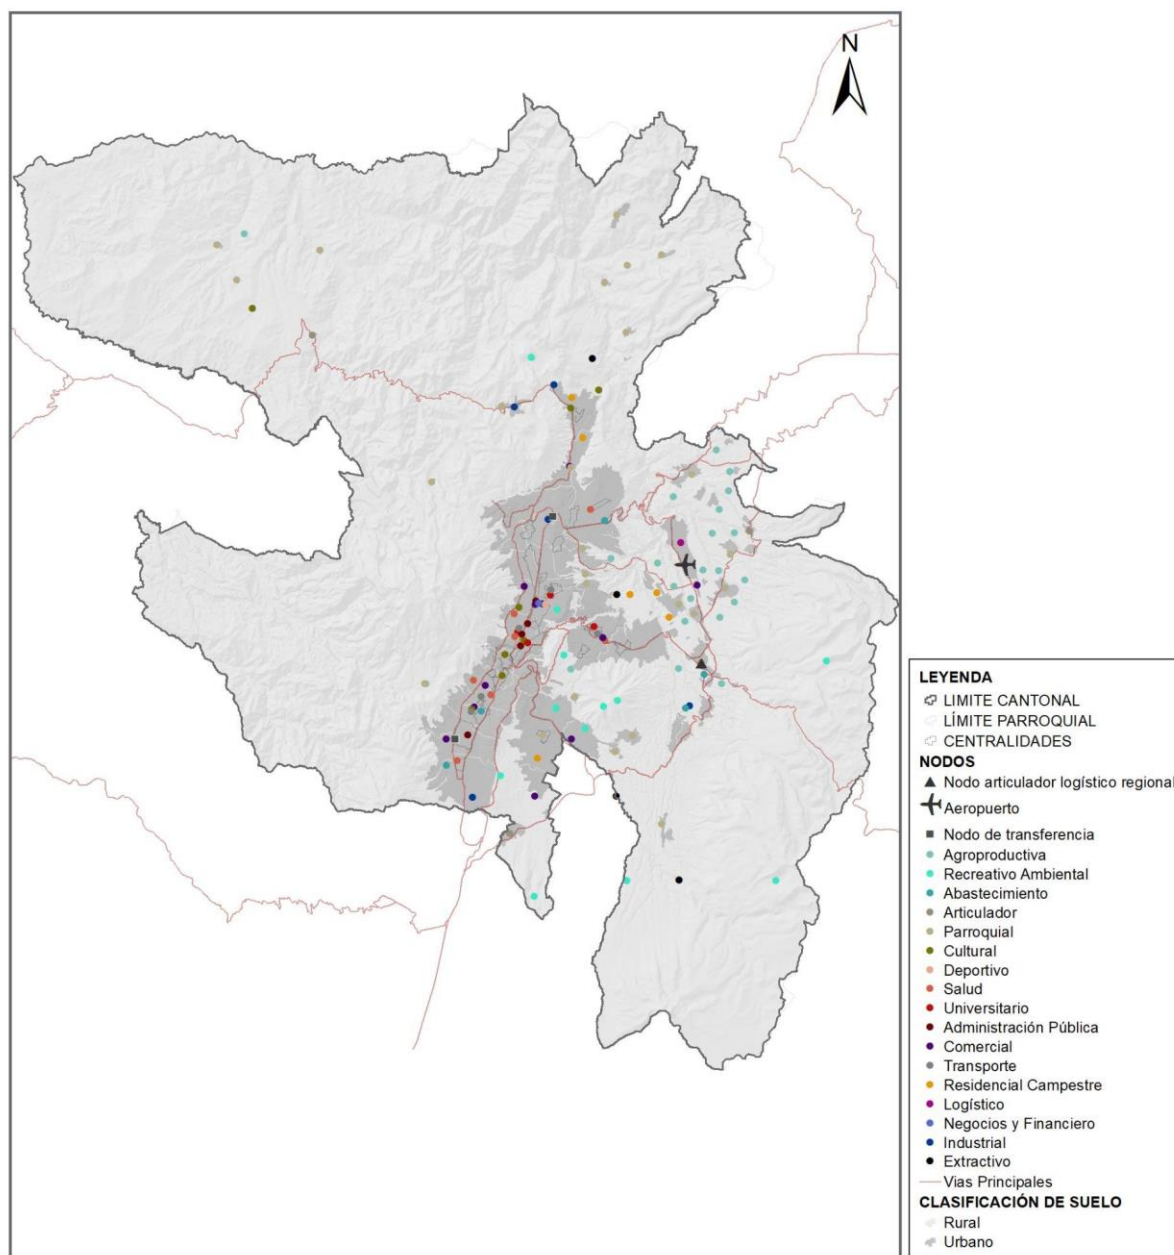 N
LEYENDA
LIMITE CANTONAL
LÍMITE PARROQUIAL
CENTRALIDADES
NODOS
Nodo articulador logístico regional
Aeropuerto
Nodo de transferencia
Agroproductiva
Recreativo Ambiental
Abastecimiento
Articulador
Parroquial
Cultural
Deportivo
Salud
Universitario
Administración Pública
Comercial
Transporte
Residencial Campestre
Logístico
Negocios y Financiero
Industrial
Extractivo
Vias Principales
CLASIFICACIÓN DE SUELO
Rural
Urbano